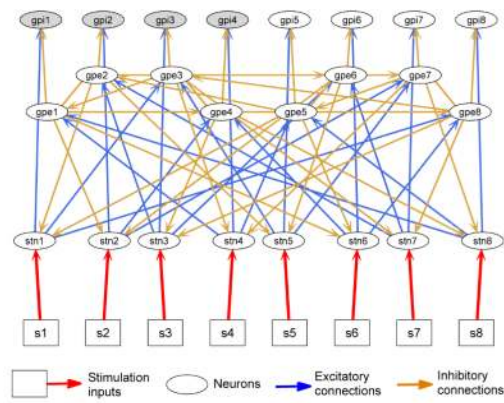 gpi1 gpi2 gpi3 gpi4 gpi5 gpi6 gpi7 gpi8
gpe2 gpe3 gpe6 gpe7
gpe1 gpe4 gpe5 gpe8
stn1 stn2 stn3 stn4 stn5 stn6 stn7 stn8
s1 s2 s3 s4 s5 s6 s7 s8
Stimulation inputs
Neurons
Excitatory connections
Inhibitory connections